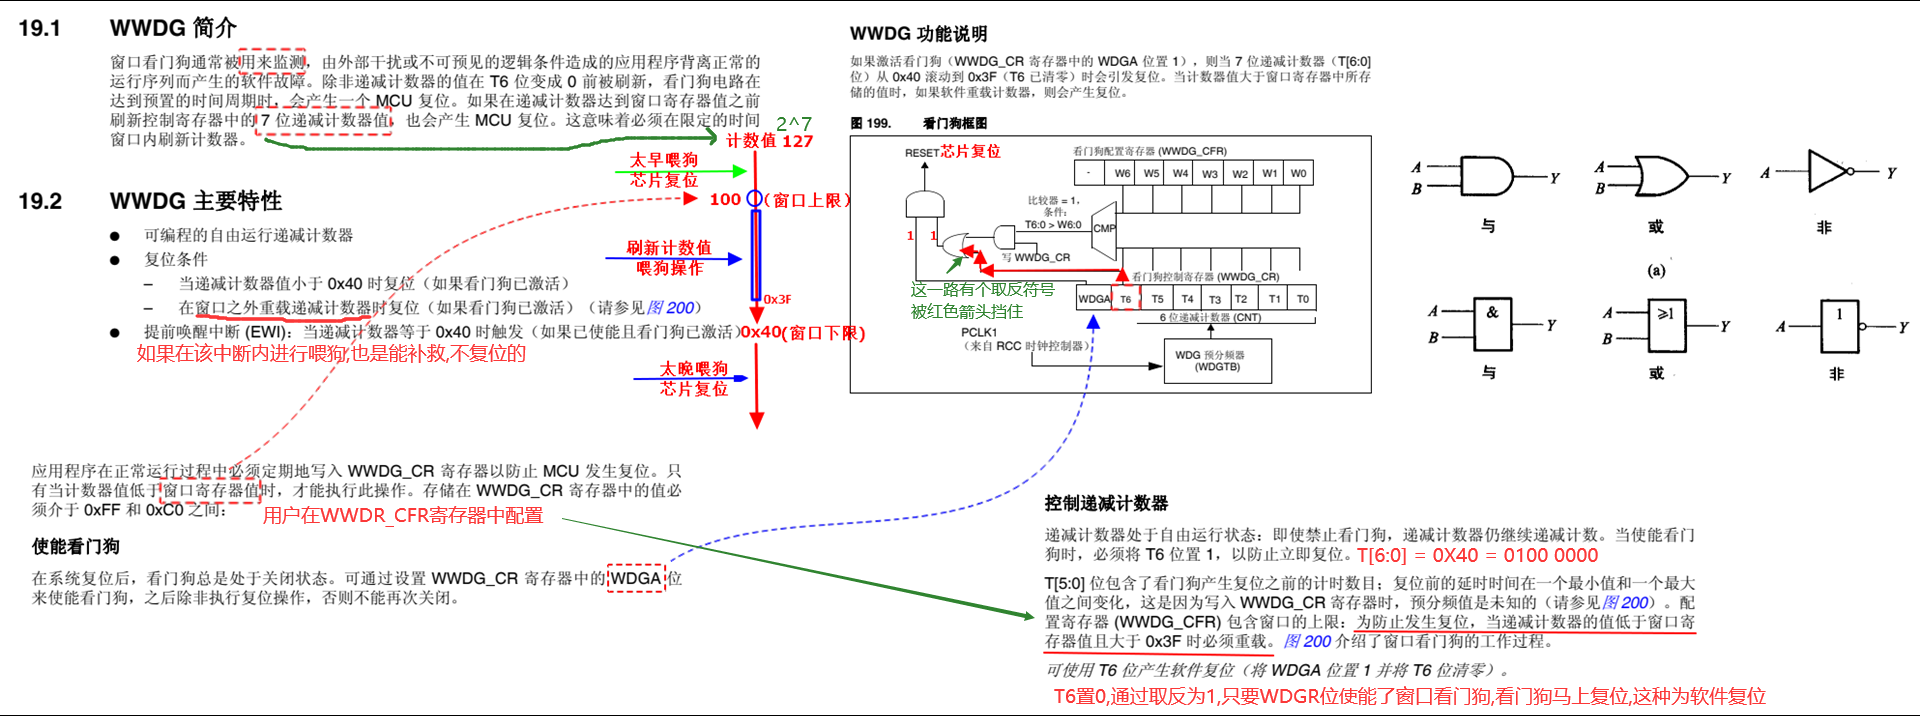 19.1 WWDG 简介
窗口看门狗通常被用来监测，由外部干扰或不可预见的逻辑条件造成的应用程序背离正常的
运行序列而产生的软件故障。除非递减计数器的值在 T6 位变成 0 前被刷新，看门狗电路在
达到预置的时间周期时，会产生一个 MCU 复位。如果在递减计数器达到窗口寄存器值之前
刷新控制寄存器中的 7 位递减计数器值，也会产生 MCU 复位。这意味着必须在限定的时间
窗口内刷新计数器。
2^7
计数值 127
太早喂狗
芯片复位
100
（窗口上限）
刷新计数值
喂狗操作
0x3F
0x40(窗口下限)
太晚喂狗
芯片复位
19.2 WWDG 主要特性
● 可编程的自由运行递减计数器
● 复位条件
– 当递减计数器值小于 0x40 时复位（如果看门狗已激活）
– 在窗口之外重载递减计数器时复位（如果看门狗已激活）（请参见图 200）
● 提前唤醒中断 (EWI)：当递减计数器等于 0x40 时触发（如果已使能且看门狗已激活）
如果在该中断内进行喂狗,也是能补救,不复位的
应用程序在正常运行过程中必须定期地写入 WWDG_CR 寄存器以防止 MCU 发生复位。只
有当计数器值低于窗口寄存器值时，才能执行此操作。存储在 WWDG_CR 寄存器中的值必
须介于 0xFF 和 0xC0 之间：
用户在WWDR_CFR寄存器中配置
使能看门狗
在系统复位后，看门狗总是处于关闭状态。可通过设置 WWDG_CR 寄存器中的 WDGA 位
来使能看门狗，之后除非执行复位操作，否则不能再次关闭。
WWDG 功能说明
如果激活看门狗（WWDG_CR 寄存器中的 WDGA 位置 1），则当 7 位递减计数器（T[6:0]
位）从 0x40 滚动到 0x3F（T6 已清零）时会引发复位。当计数器值大于窗口寄存器中所存
储的值时，如果软件重载计数器，则会产生复位。
图 199. 看门狗框图
RESET芯片复位
看门狗配置寄存器 (WWDG_CFR)
- W6 W5 W4 W3 W2 W1 W0
比较器 = 1，
条件：
T6:0 > W6:0
CMP
1 1
写 WWDG_CR
看门狗控制寄存器 (WWDG_CR)
这一路有个取反符号
被红色箭头挡住
WDGA T6 T5 T4 T3 T2 T1 T0
6 位递减计数器 (CNT)
PCLK1
（来自 RCC 时钟控制器）
WDG 预分频器
(WDGTB)
A B Y
A B Y
A Y
与 或 非
(a)
A B & Y
A B ≥1 Y
A 1 Y
与 或 非
控制递减计数器
递减计数器处于自由运行状态：即使禁止看门狗，递减计数器仍继续递减计数。当使能看门
狗时，必须将 T6 位置 1，以防止立即复位。T[6:0] = 0X40 = 0100 0000
T[5:0] 位包含了看门狗产生复位之前的计时数目；复位前的延时时间在一个最小值和一个最大
值之间变化，这是因为写入 WWDG_CR 寄存器时，预分频值是未知的（请参见图 200）。配
置寄存器 (WWDG_CFR) 包含窗口的上限：为防止发生复位，当递减计数器的值低于窗口寄
存器值且大于 0x3F 时必须重载。图 200 介绍了窗口看门狗的工作过程。
可使用 T6 位产生软件复位（将 WDGA 位置 1 并将 T6 位清零）。
T6置0,通过取反为1,只要WDGR位使能了窗口看门狗,看门狗马上复位,这种为软件复位